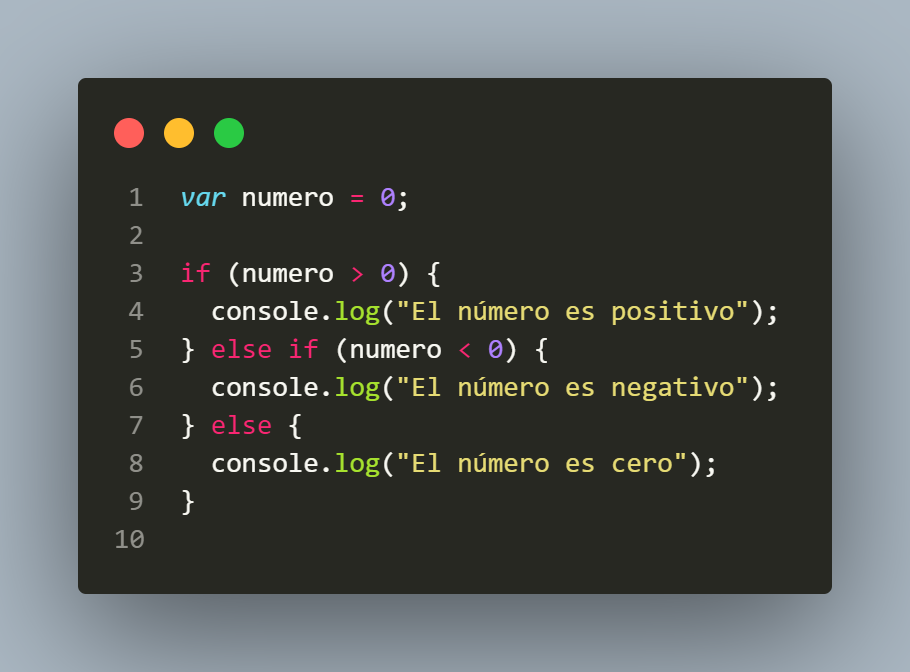 1 var numero = 0;
2
3 if (numero > 0) {
4   console.log("El número es positivo");
5 } else if (numero < 0) {
6   console.log("El número es negativo");
7 } else {
8   console.log("El número es cero");
9 }
10